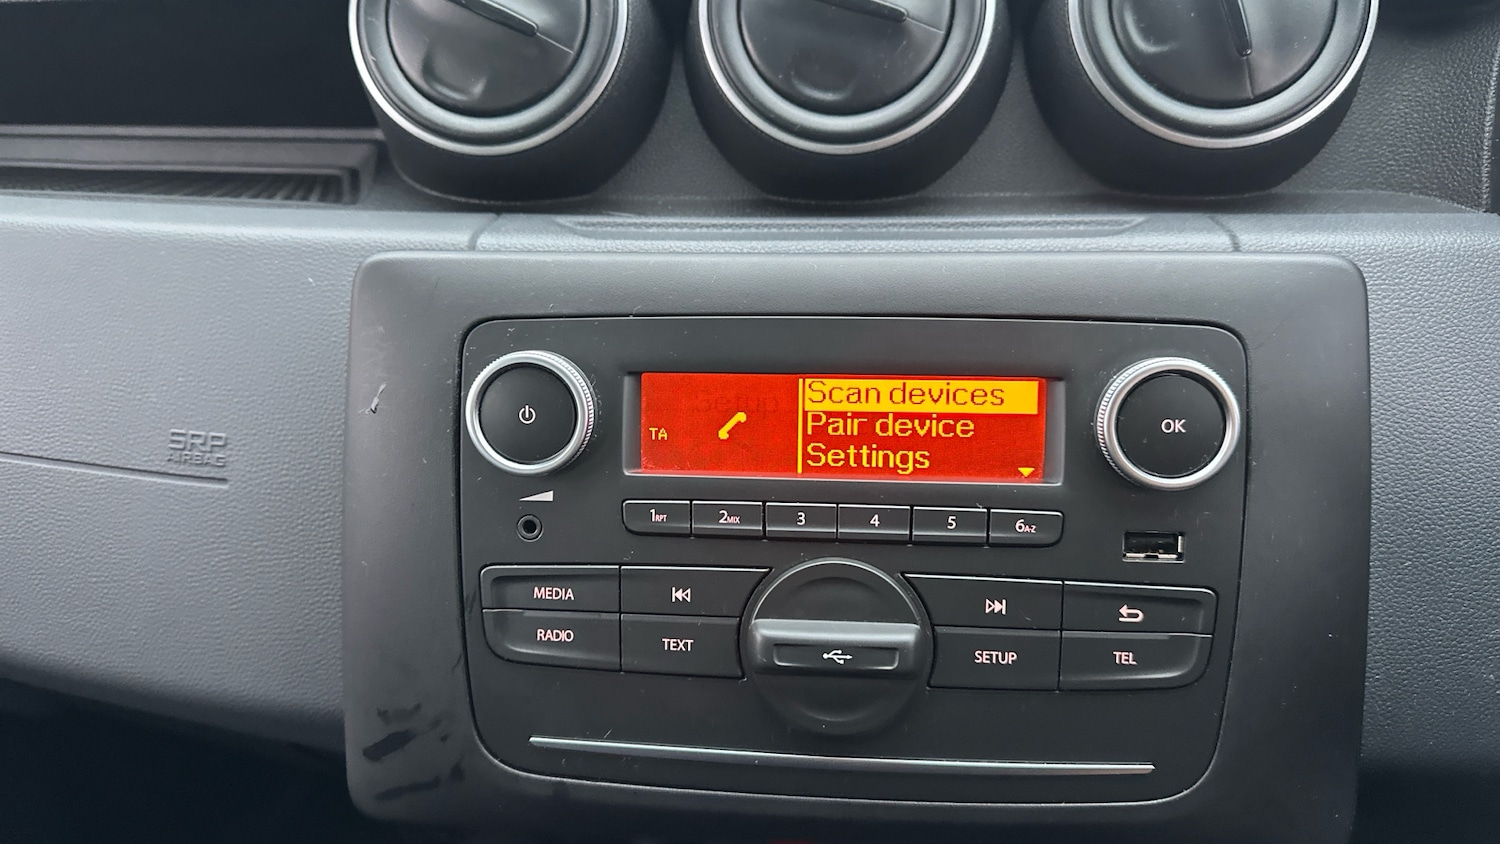 Setup
Scan devices
Pair device
Settings
TA
OK
SRP
AIRBAG
1RPT
2MIX
3
4
5
6A-Z
MEDIA
RADIO
TEXT
SETUP
TEL